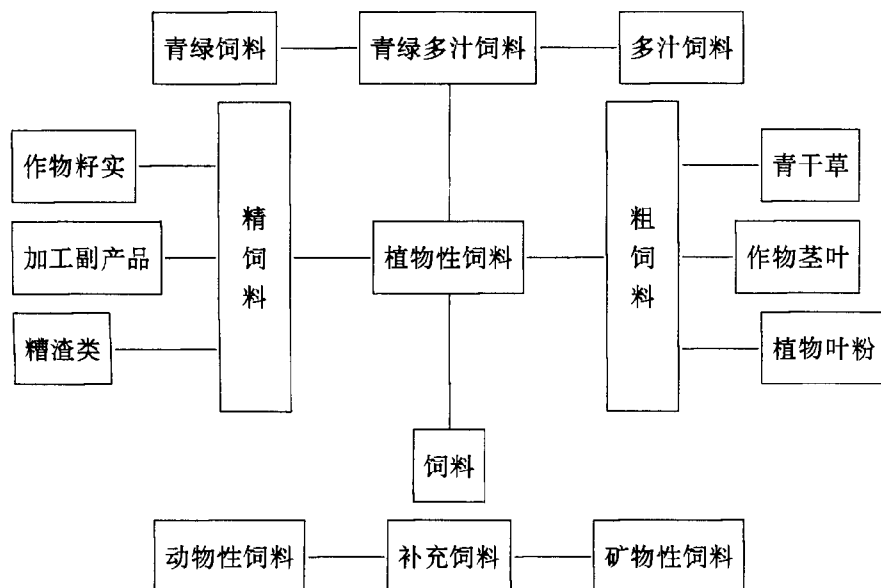 青绿饲料
青绿多汁饲料
多汁饲料
作物籽实
加工副产品
糟渣类
精饲料
植物性饲料
粗饲料
青干草
作物茎叶
植物叶粉
饲料
动物性饲料
补充饲料
矿物性饲料